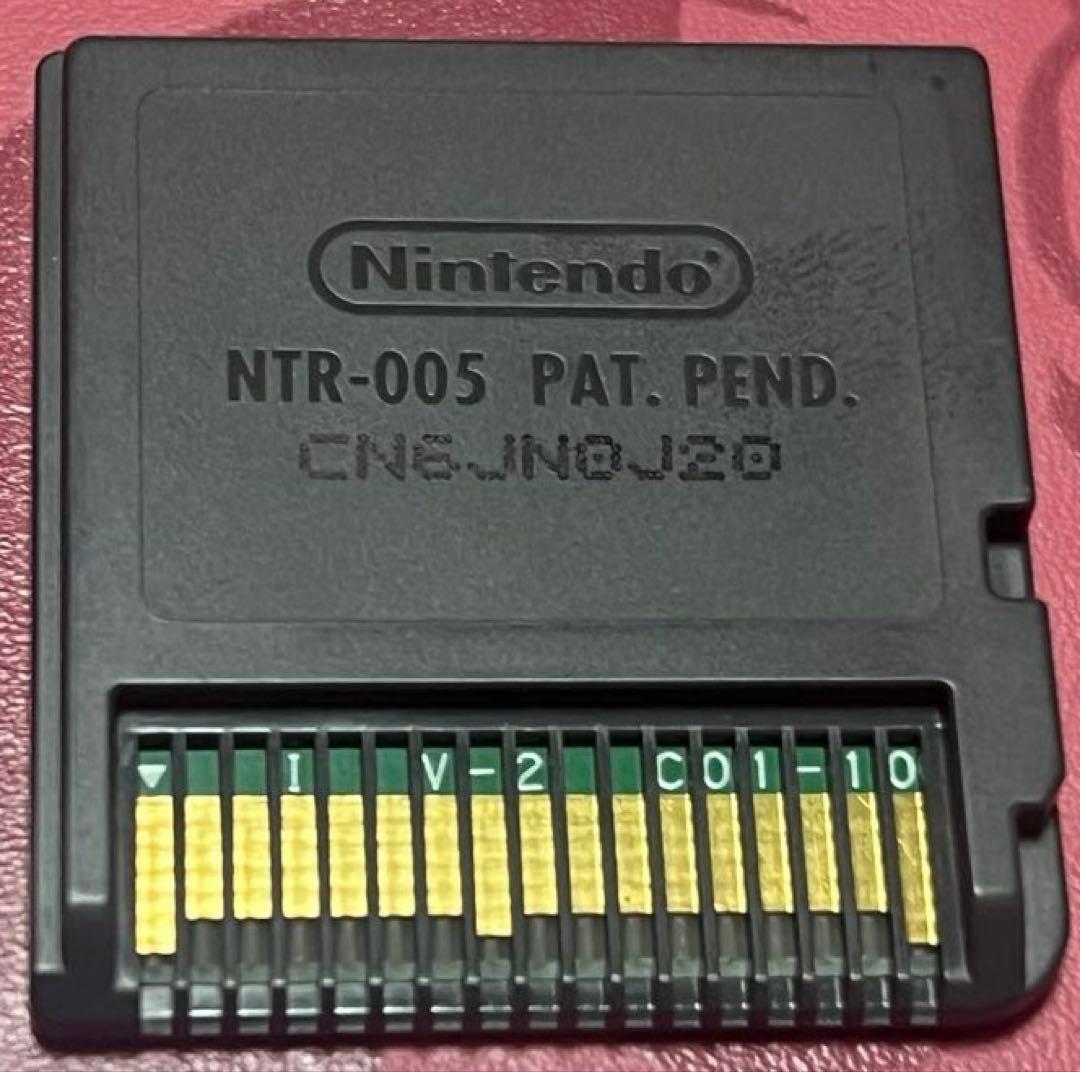 Nintendo®
NTR-005 PAT. PEND.
CN6JN0J20
▼ I V-2 C01-10